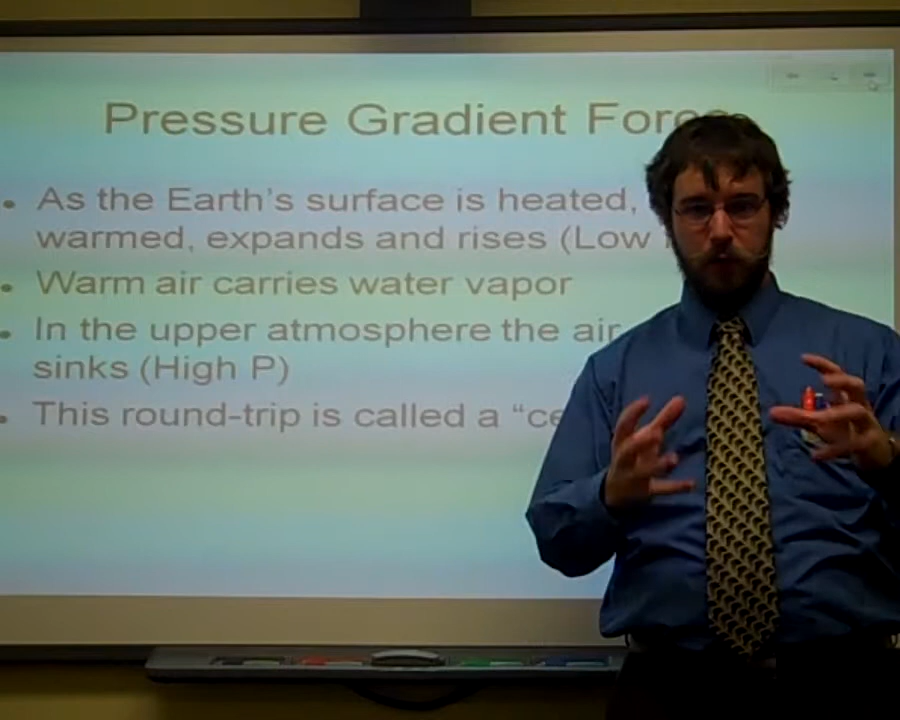 Pressure Gradient Force
• As the Earth's surface is heated,
warmed, expands and rises (Low
• Warm air carries water vapor
• In the upper atmosphere the air
sinks (High P)
• This round-trip is called a “ce